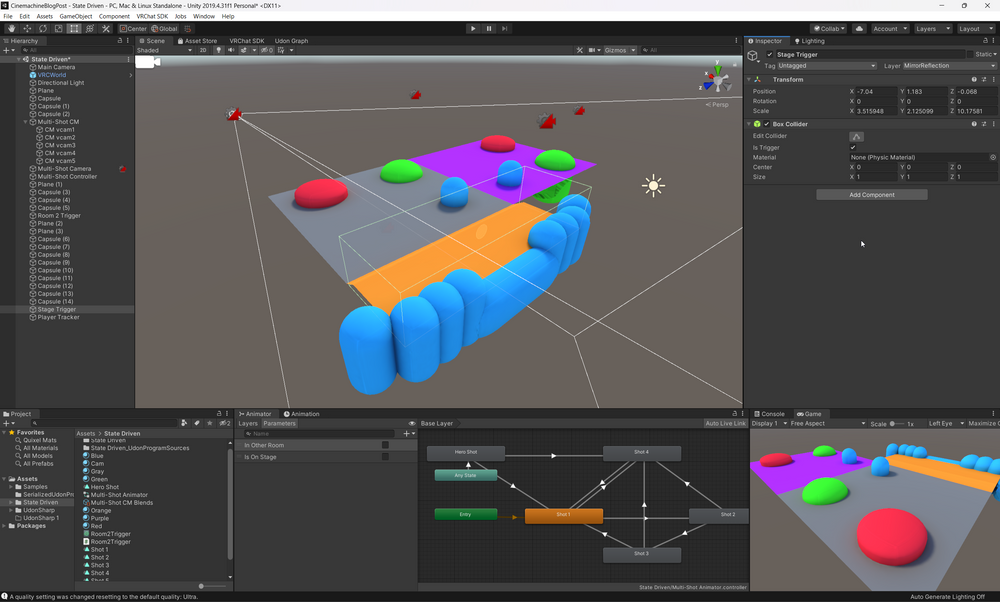 CinemachineBlogPost - State Driven - PC, Mac & Linux Standalone - Unity 2019.4.31f1 Personal* <DX11>
File Edit Assets GameObject Component VRChat SDK Jobs Window Help
Center Global Collab Account Layers Layout
Hierarchy
All
State Driven*
Main Camera
VRCWorld
Directional Light
Plane
Capsule
Capsule (1)
Capsule (2)
Multi-Shot CM
CM vcam1
CM vcam2
CM vcam3
CM vcam4
CM vcam5
Multi-Shot Camera
Multi-Shot Controller
Plane (1)
Capsule (3)
Capsule (4)
Capsule (5)
Room 2 Trigger
Plane (2)
Plane (3)
Capsule (6)
Capsule (7)
Capsule (8)
Capsule (9)
Capsule (10)
Capsule (11)
Capsule (12)
Capsule (13)
Capsule (14)
Stage Trigger
Player Tracker
Scene Asset Store VRChat SDK Udon Graph
Shaded 2D 0 Gizmos All
y
x
z
Persp
Inspector Lighting
Stage Trigger Static
Tag Untagged Layer MirrorReflection
Transform
Position X -7.04 Y 1.183 Z -0.068
Rotation X 0 Y 0 Z 0
Scale X 3.515948 Y 2.125099 Z 10.17581
Box Collider
Edit Collider
Is Trigger
Material None (Physic Material)
Center X 0 Y 0 Z 0
Size X 1 Y 1 Z 1
Add Component
Project
2
Favorites
Quixel Mats
All Materials
All Models
All Prefabs
Assets
Samples
SerializedUdonPr
State Driven
UdonSharp
UdonSharp 1
Packages
Assets > State Driven
State Driven
State Driven_UdonProgramSources
Blue
Cam
Gray
Green
Hero Shot
Multi-Shot Animator
Multi-Shot CM Blends
Orange
Purple
Red
Room2Trigger
Room2Trigger
Shot 1
Shot 2
Shot 3
Shot 4
Shot 5
Animator Animation
Layers Parameters Base Layer Auto Live Link
Name
In Other Room
Is On Stage
Hero Shot
Shot 4
Any State
Entry
Shot 1
Shot 2
Shot 3
State Driven/Multi-Shot Animator.controller
Console Game
Display 1 Free Aspect Scale 1x Left Eye Maximize O
A quality setting was changed resetting to the default quality: Ultra.
Auto Generate Lighting Off